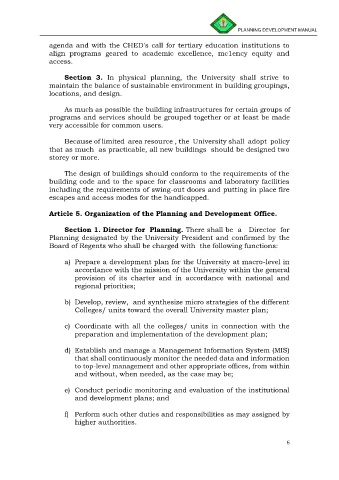 PLANNING DEVELOPMENT MANUAL
agenda and with the CHED's call for tertiary education institutions to
align programs geared to academic excellence, mc1ency equity and
access.
Section 3. In physical planning, the University shall strive to
maintain the balance of sustainable environment in building groupings,
locations, and design.
As much as possible the building infrastructures for certain groups of
programs and services should be grouped together or at least be made
very accessible for common users.
Because of limited area resource , the University shall adopt policy
that as much as practicable, all new buildings should be designed two
storey or more.
The design of buildings should conform to the requirements of the
building code and to the space for classrooms and laboratory facilities
including the requirements of swing-out doors and putting in place fire
escapes and access modes for the handicapped.
Article 5. Organization of the Planning and Development Office.
Section 1. Director for Planning. There shall be a Director for
Planning designated by the University President and confirmed by the
Board of Regents who shall be charged with the following functions:
a) Prepare a development plan for the University at macro-level in
accordance with the mission of the University within the general
provision of its charter and in accordance with national and
regional priorities;
b) Develop, review, and synthesize micro strategies of the different
Colleges/ units toward the overall University master plan;
c) Coordinate with all the colleges/ units in connection with the
preparation and implementation of the development plan;
d) Establish and manage a Management Information System (MIS)
that shall continuously monitor the needed data and information
to top-level management and other appropriate offices, from within
and without, when needed, as the case may be;
e) Conduct periodic monitoring and evaluation of the institutional
and development plans; and
f) Perform such other duties and responsibilities as may assigned by
higher authorities.
6